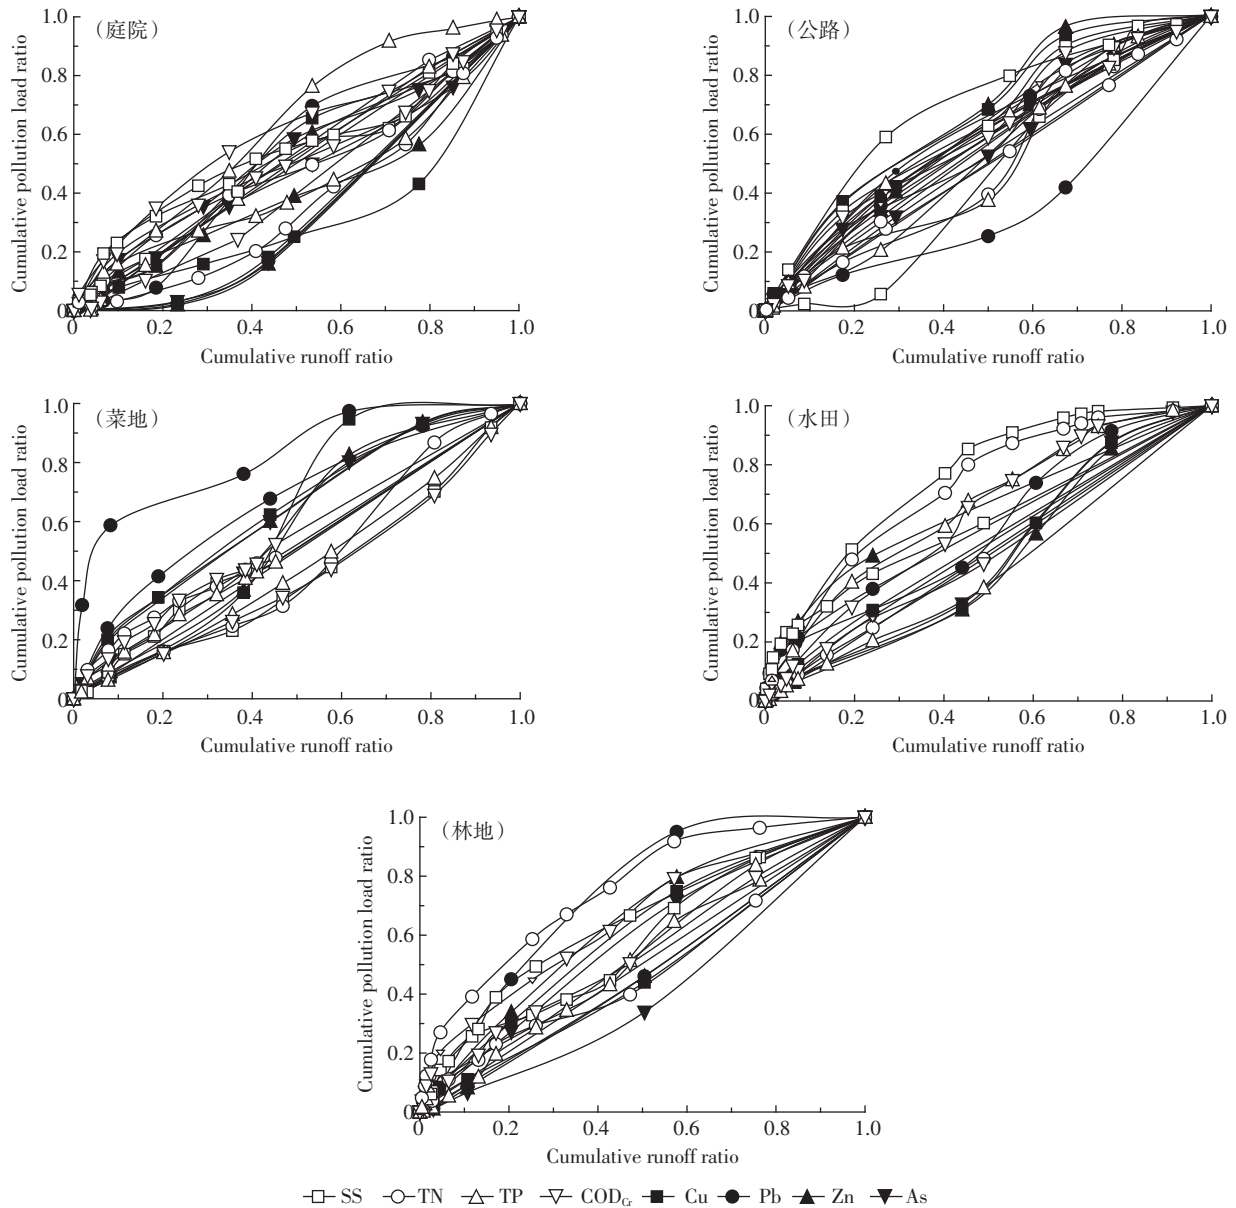 （庭院）
Cumulative pollution load ratio
1.0
0.8
0.6
0.4
0.2
0
0 0.2 0.4 0.6 0.8 1.0
Cumulative runoff ratio
（公路）
Cumulative pollution load ratio
1.0
0.8
0.6
0.4
0.2
0
0 0.2 0.4 0.6 0.8 1.0
Cumulative runoff ratio
（菜地）
Cumulative pollution load ratio
1.0
0.8
0.6
0.4
0.2
0
0 0.2 0.4 0.6 0.8 1.0
Cumulative runoff ratio
（水田）
Cumulative pollution load ratio
1.0
0.8
0.6
0.4
0.2
0
0 0.2 0.4 0.6 0.8 1.0
Cumulative runoff ratio
（林地）
Cumulative pollution load ratio
1.0
0.8
0.6
0.4
0.2
0
0 0.2 0.4 0.6 0.8 1.0
Cumulative runoff ratio
SS TN TP CODCr Cu Pb Zn As